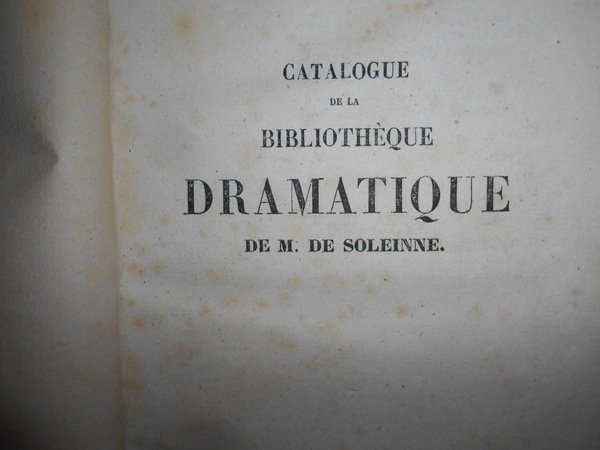 CATALOGUE
DE LA
BIBLIOTHÈQUE
DRAMATIQUE
DE M. DE SOLEINNE.